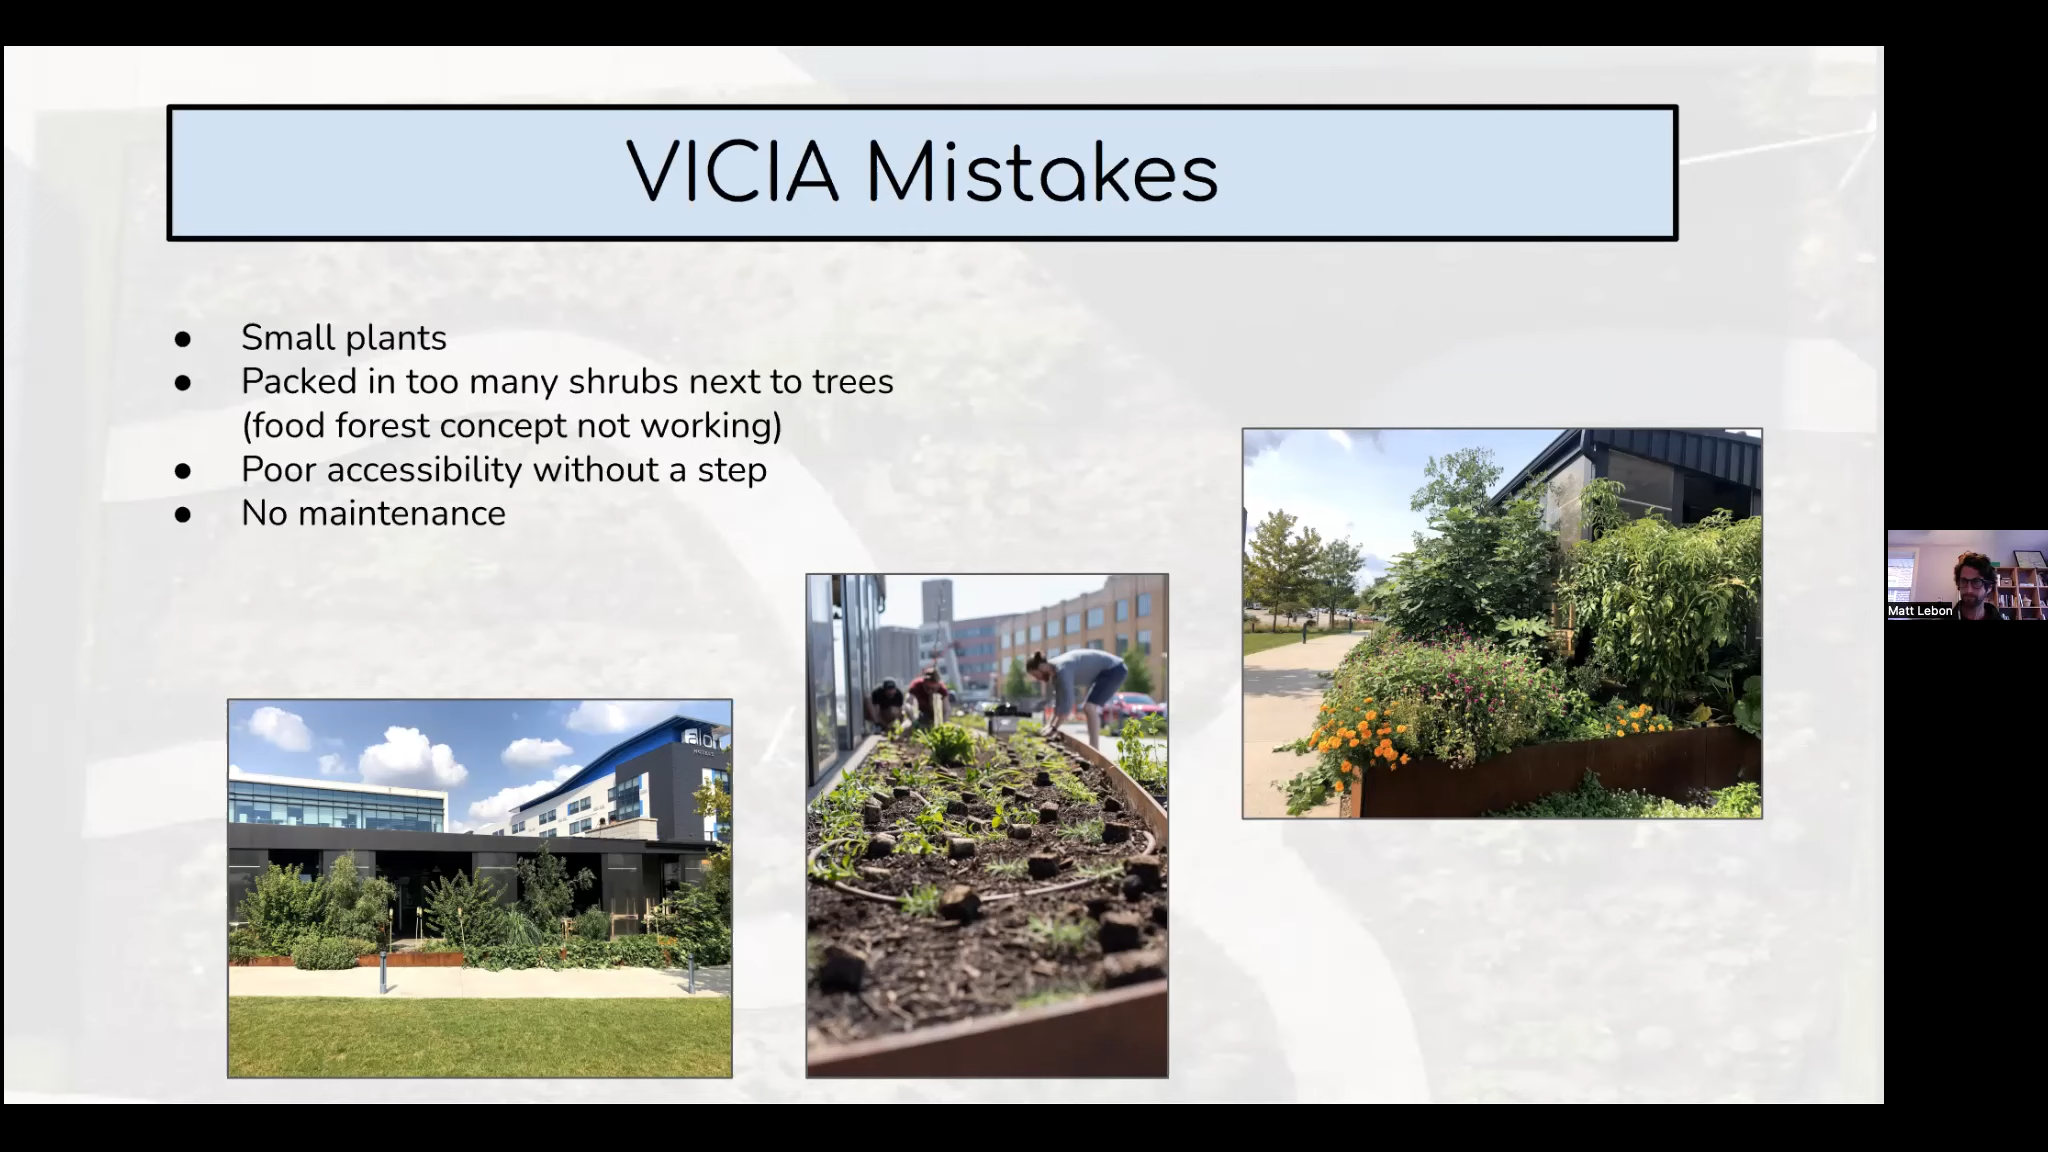 VICIA Mistakes
● Small plants
● Packed in too many shrubs next to trees
(food forest concept not working)
● Poor accessibility without a step
● No maintenance
Matt Lebon